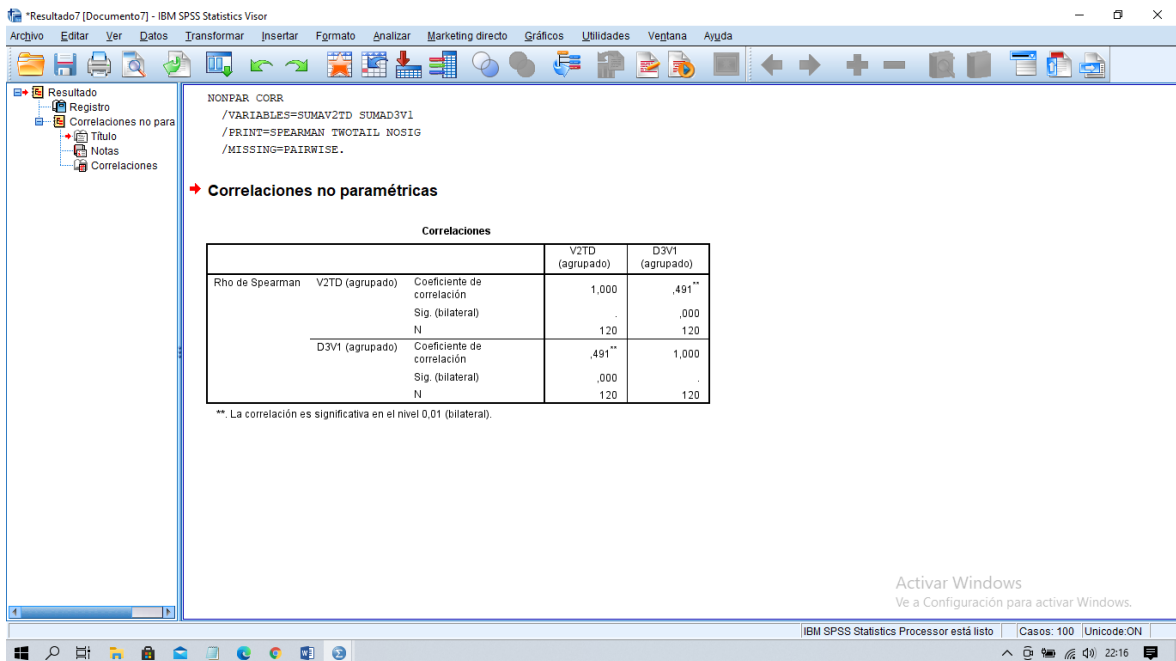 *Resultado7 [Documento7] - IBM SPSS Statistics Visor
Archivo Editar Ver Datos Transformar Insertar Formato Analizar Marketing directo Gráficos Utilidades Ventana Ayuda
Resultado
Registro
Correlaciones no para
Título
Notas
Correlaciones
NONPAR CORR
/VARIABLES=SUMAV2TD SUMAD3V1
/PRINT=SPEARMAN TWOTAIL NOSIG
/MISSING=PAIRWISE.
Correlaciones no paramétricas
Correlaciones
V2TD (agrupado) D3V1 (agrupado)
Rho de Spearman V2TD (agrupado) Coeficiente de correlación 1,000 ,491**
Sig. (bilateral) . ,000
N 120 120
D3V1 (agrupado) Coeficiente de correlación ,491** 1,000
Sig. (bilateral) ,000 .
N 120 120
**. La correlación es significativa en el nivel 0,01 (bilateral).
Activar Windows
Ve a Configuración para activar Windows.
IBM SPSS Statistics Processor está listo Casos: 100 Unicode:ON
22:16